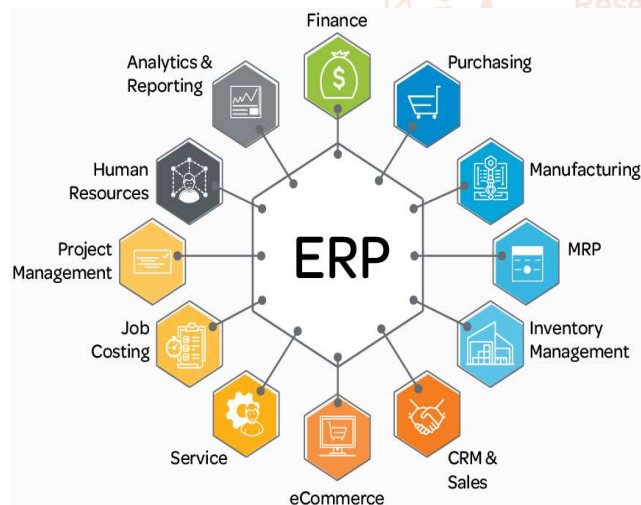 Rese
Finance
Analytics &
Reporting
Purchasing
Human
Resources
Manufacturing
Project
Management
ERP
MRP
Job
Costing
Inventory
Management
Service
CRM &
Sales
eCommerce
$